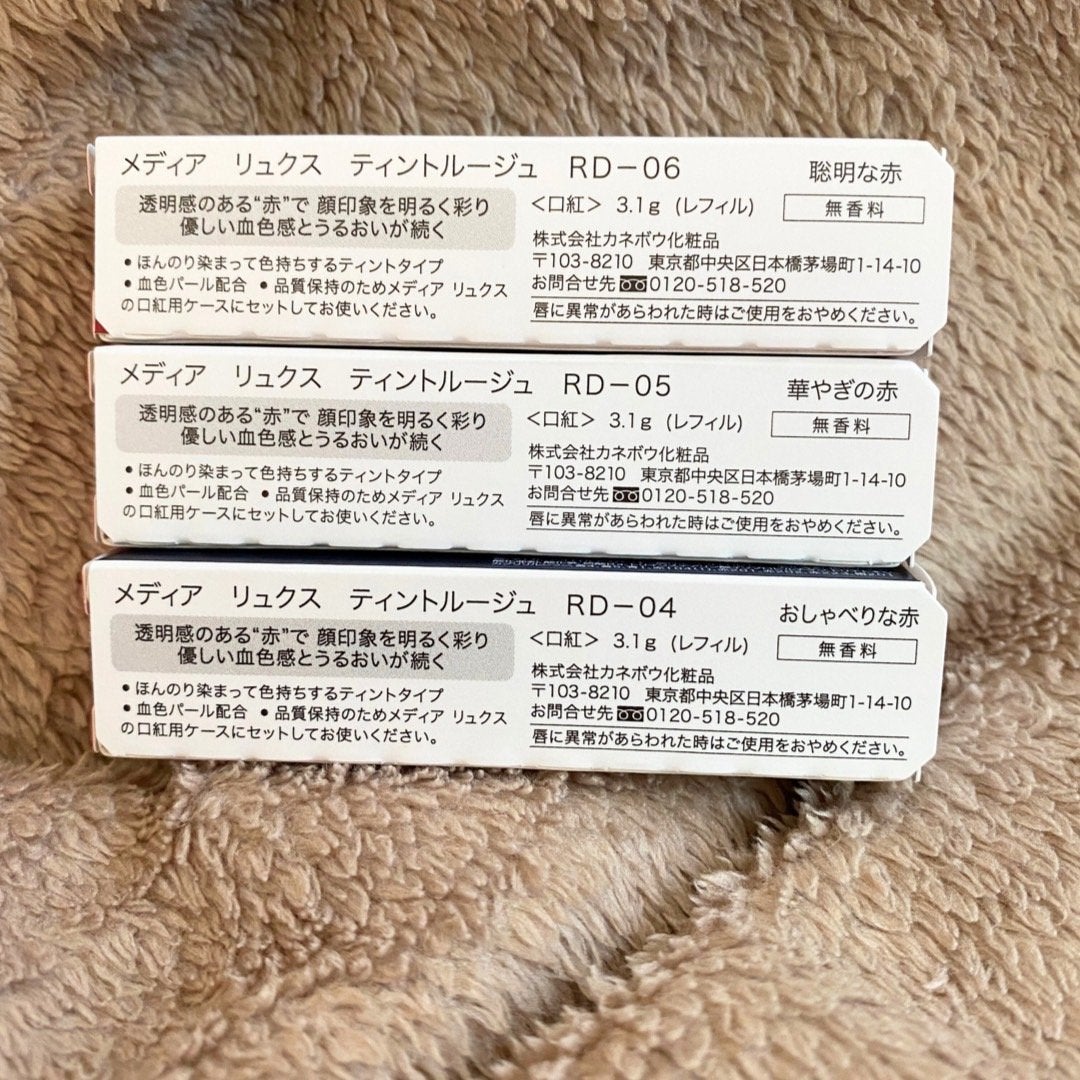 メディア リュクス ティントルージュ RD-06 聡明な赤
透明感のある“赤”で 顔印象を明るく彩り
優しい血色感とうるおいが続く
•ほんのり染まって色持ちするティントタイプ
•血色パール配合 •品質保持のためメディア リュクス
の口紅用ケースにセットしてお使いください。
<口紅> 3.1g (レフィル) 無香料
株式会社カネボウ化粧品
〒103-8210 東京都中央区日本橋茅場町1-14-10
お問合せ先 0120-518-520
唇に異常があらわれた時はご使用をおやめください。
メディア リュクス ティントルージュ RD-05 華やぎの赤
透明感のある“赤”で 顔印象を明るく彩り
優しい血色感とうるおいが続く
•ほんのり染まって色持ちするティントタイプ
•血色パール配合 •品質保持のためメディア リュクス
の口紅用ケースにセットしてお使いください。
<口紅> 3.1g (レフィル) 無香料
株式会社カネボウ化粧品
〒103-8210 東京都中央区日本橋茅場町1-14-10
お問合せ先 0120-518-520
唇に異常があらわれた時はご使用をおやめください。
メディア リュクス ティントルージュ RD-04 おしゃべりな赤
透明感のある“赤”で 顔印象を明るく彩り
優しい血色感とうるおいが続く
•ほんのり染まって色持ちするティントタイプ
•血色パール配合 •品質保持のためメディア リュクス
の口紅用ケースにセットしてお使いください。
<口紅> 3.1g (レフィル) 無香料
株式会社カネボウ化粧品
〒103-8210 東京都中央区日本橋茅場町1-14-10
お問合せ先 0120-518-520
唇に異常があらわれた時はご使用をおやめください。